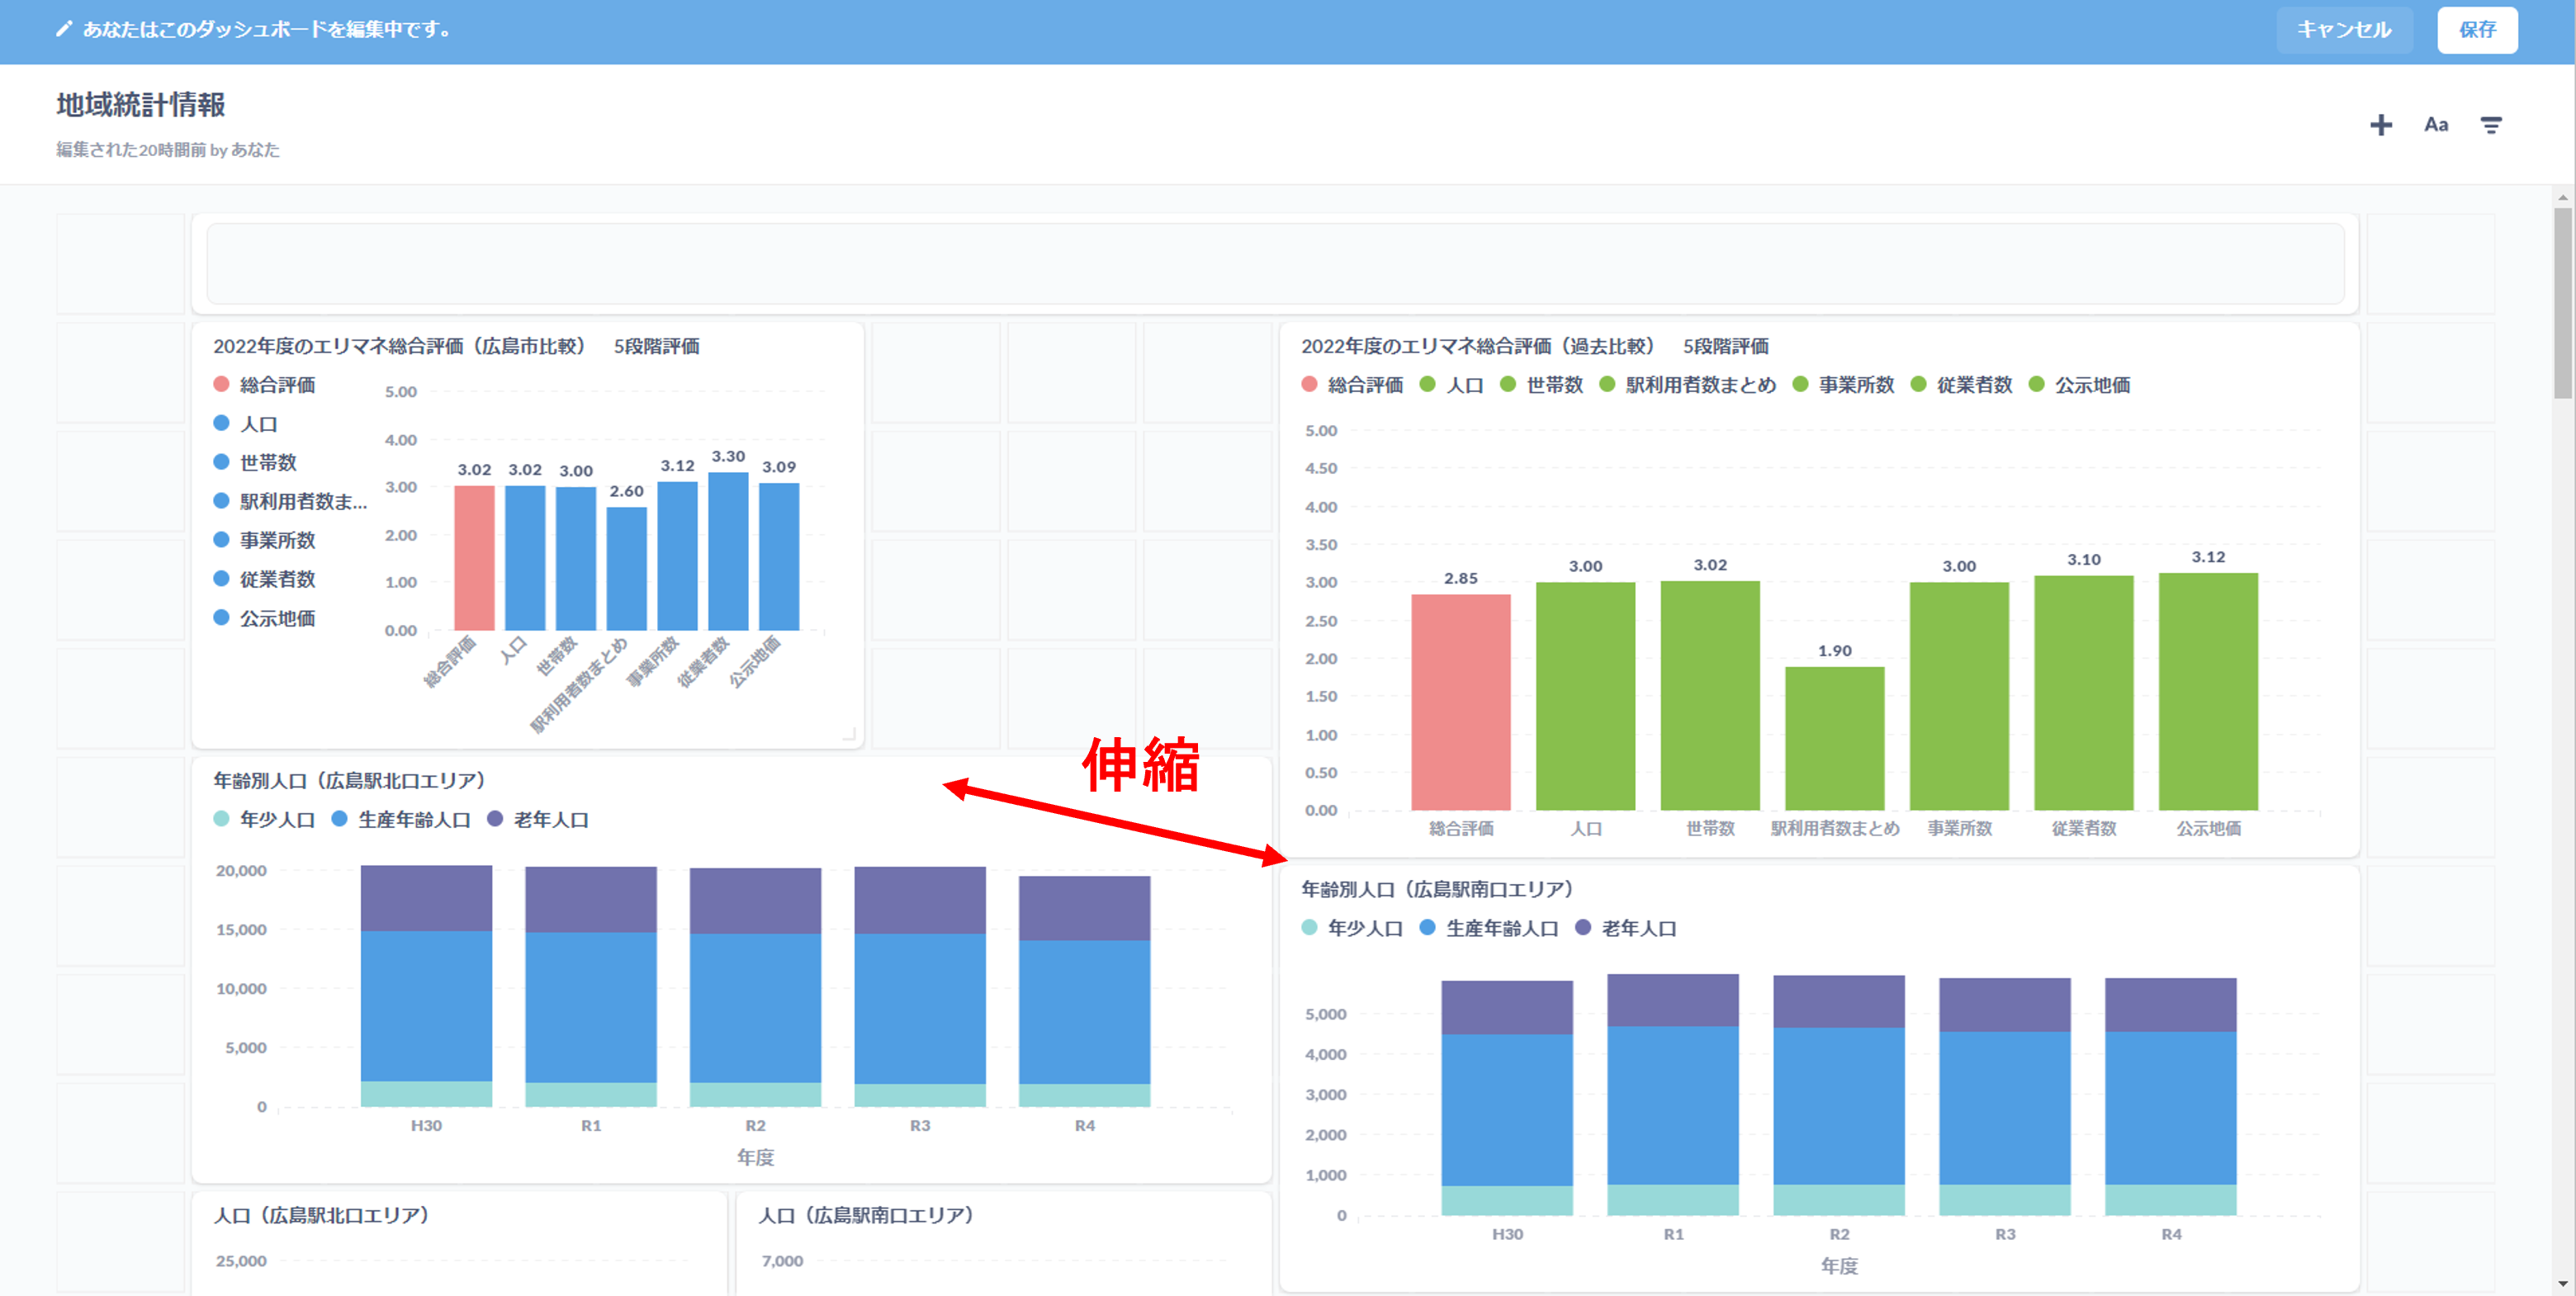 あなたはこのダッシュボードを編集中です。
キャンセル
保存
地域統計情報
編集された20時間前 by あなた
Aa
2022年度のエリマネ総合評価（広島市比較）　5段階評価
総合評価
人口
世帯数
駅利用者数ま...
事業所数
従業者数
公示地価
5.00
4.00
3.00
2.00
1.00
0.00
3.02
3.02
3.00
2.60
3.12
3.30
3.09
総合評価
人口
世帯数
駅利用者数まとめ
事業所数
従業者数
公示地価
2022年度のエリマネ総合評価（過去比較）　5段階評価
総合評価 人口 世帯数 駅利用者数まとめ 事業所数 従業者数 公示地価
5.00
4.50
4.00
3.50
3.00
2.50
2.00
1.50
1.00
0.50
0.00
2.85
3.00
3.02
1.90
3.00
3.10
3.12
総合評価
人口
世帯数
駅利用者数まとめ
事業所数
従業者数
公示地価
伸縮
年齢別人口（広島駅北口エリア）
年少人口 生産年齢人口 老年人口
20,000
15,000
10,000
5,000
0
H30
R1
R2
R3
R4
年度
年齢別人口（広島駅南口エリア）
年少人口 生産年齢人口 老年人口
5,000
4,000
3,000
2,000
1,000
0
H30
R1
R2
R3
R4
年度
人口（広島駅北口エリア）
25,000
人口（広島駅南口エリア）
7,000